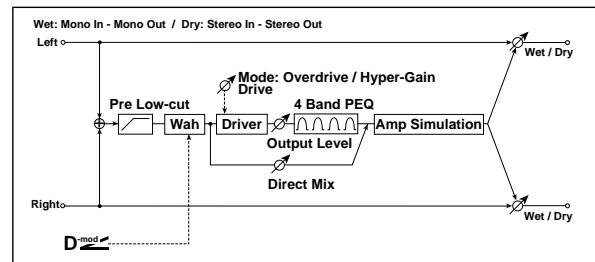 Wet: Mono In - Mono Out / Dry: Stereo In - Stereo Out
Left
Wet / Dry
Mode: Overdrive / Hyper-Gain
Drive
Pre Low-cut
4 Band PEQ
Wah
Driver
Amp Simulation
Output Level
Direct Mix
Right
Wet / Dry
D-mod